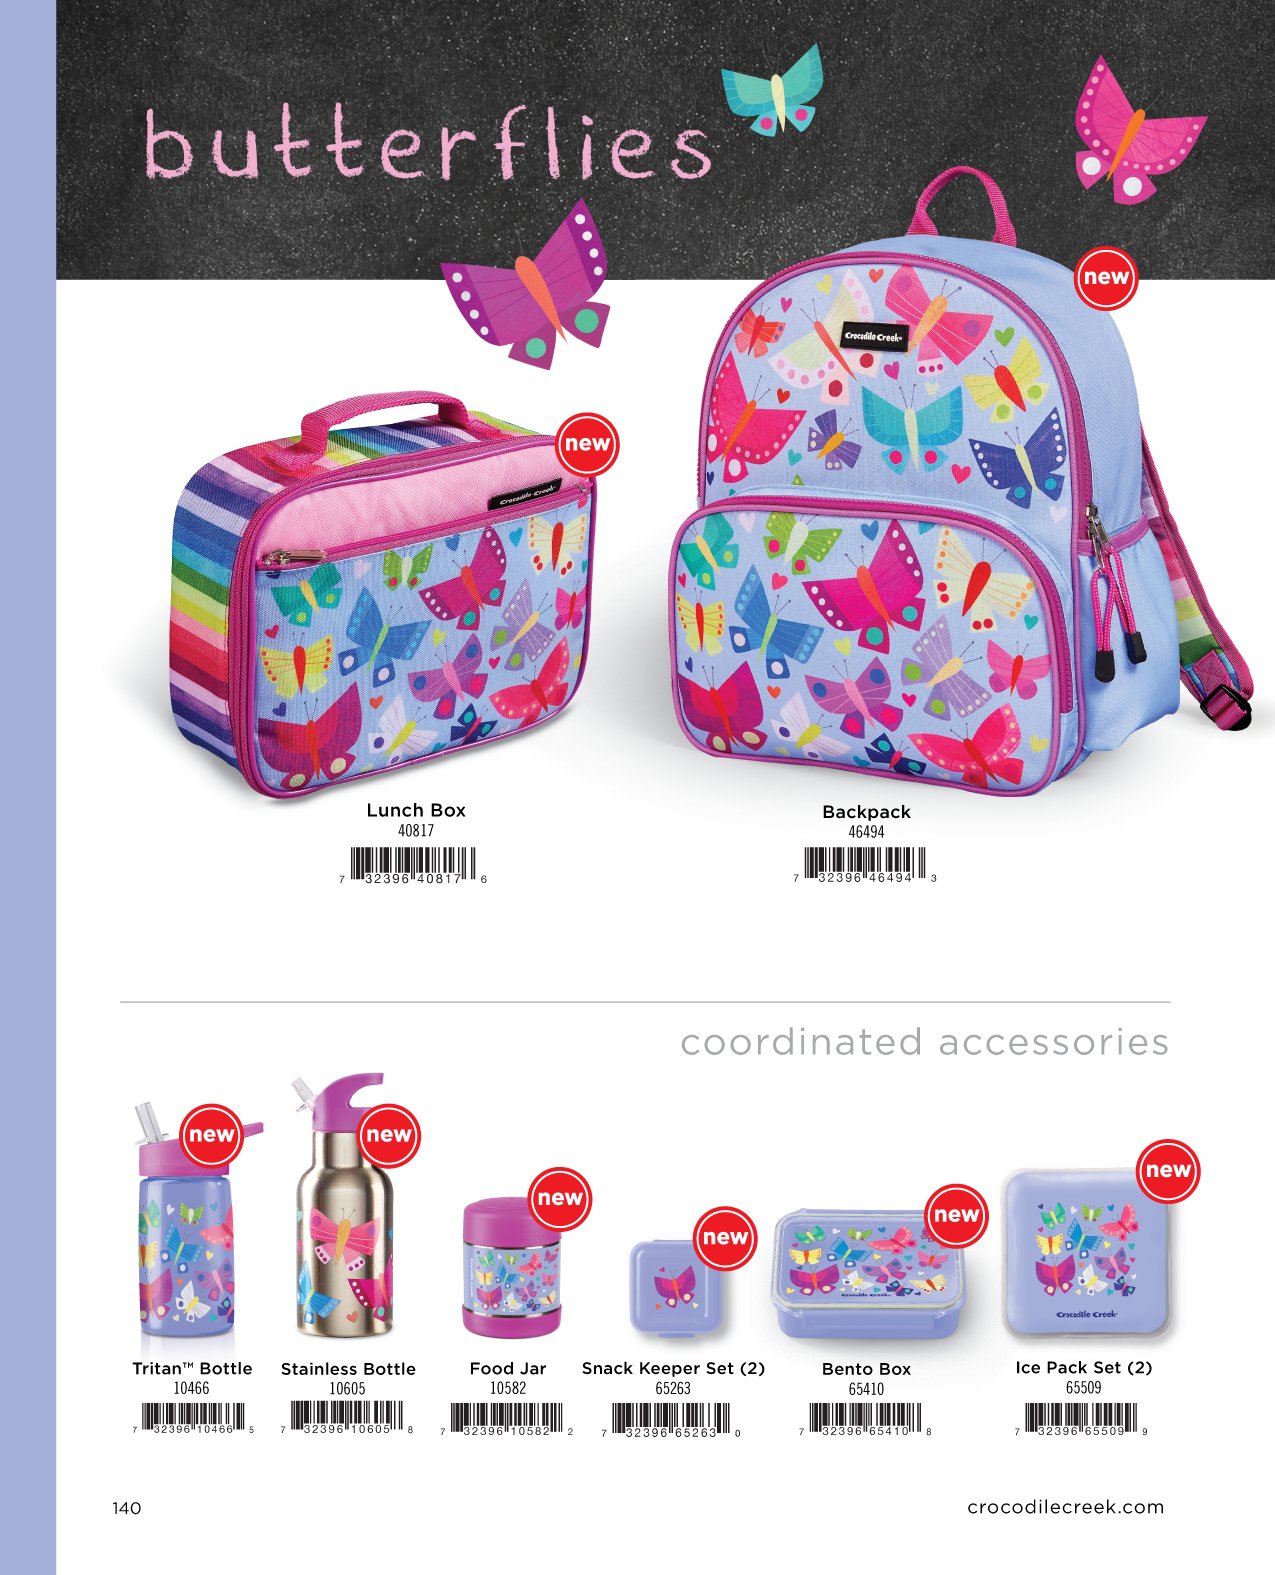 butterflies
new
Crocodile Creek®
new
Crocodile Creek®
Lunch Box
40817
7 32396 40817 6
Backpack
46494
7 32396 46494 3
coordinated accessories
new
new
new
new
new
new
Crocodile Creek
Crocodile Creek
Crocodile Creek
Tritan™ Bottle
10466
7 32396 10466 5
Stainless Bottle
10605
7 32396 10605 8
Food Jar
10582
7 32396 10582 2
Snack Keeper Set (2)
65263
7 32396 65263 0
Bento Box
65410
7 32396 65410 8
Ice Pack Set (2)
65509
7 32396 65509 9
140
crocodilecreek.com